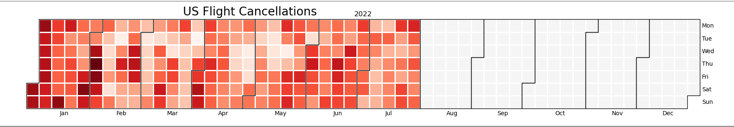 US Flight Cancellations
2022
Mon
Tue
Wed
Thu
Fri
Sat
Sun
Jan Feb Mar Apr May Jun Jul Aug Sep Oct Nov Dec